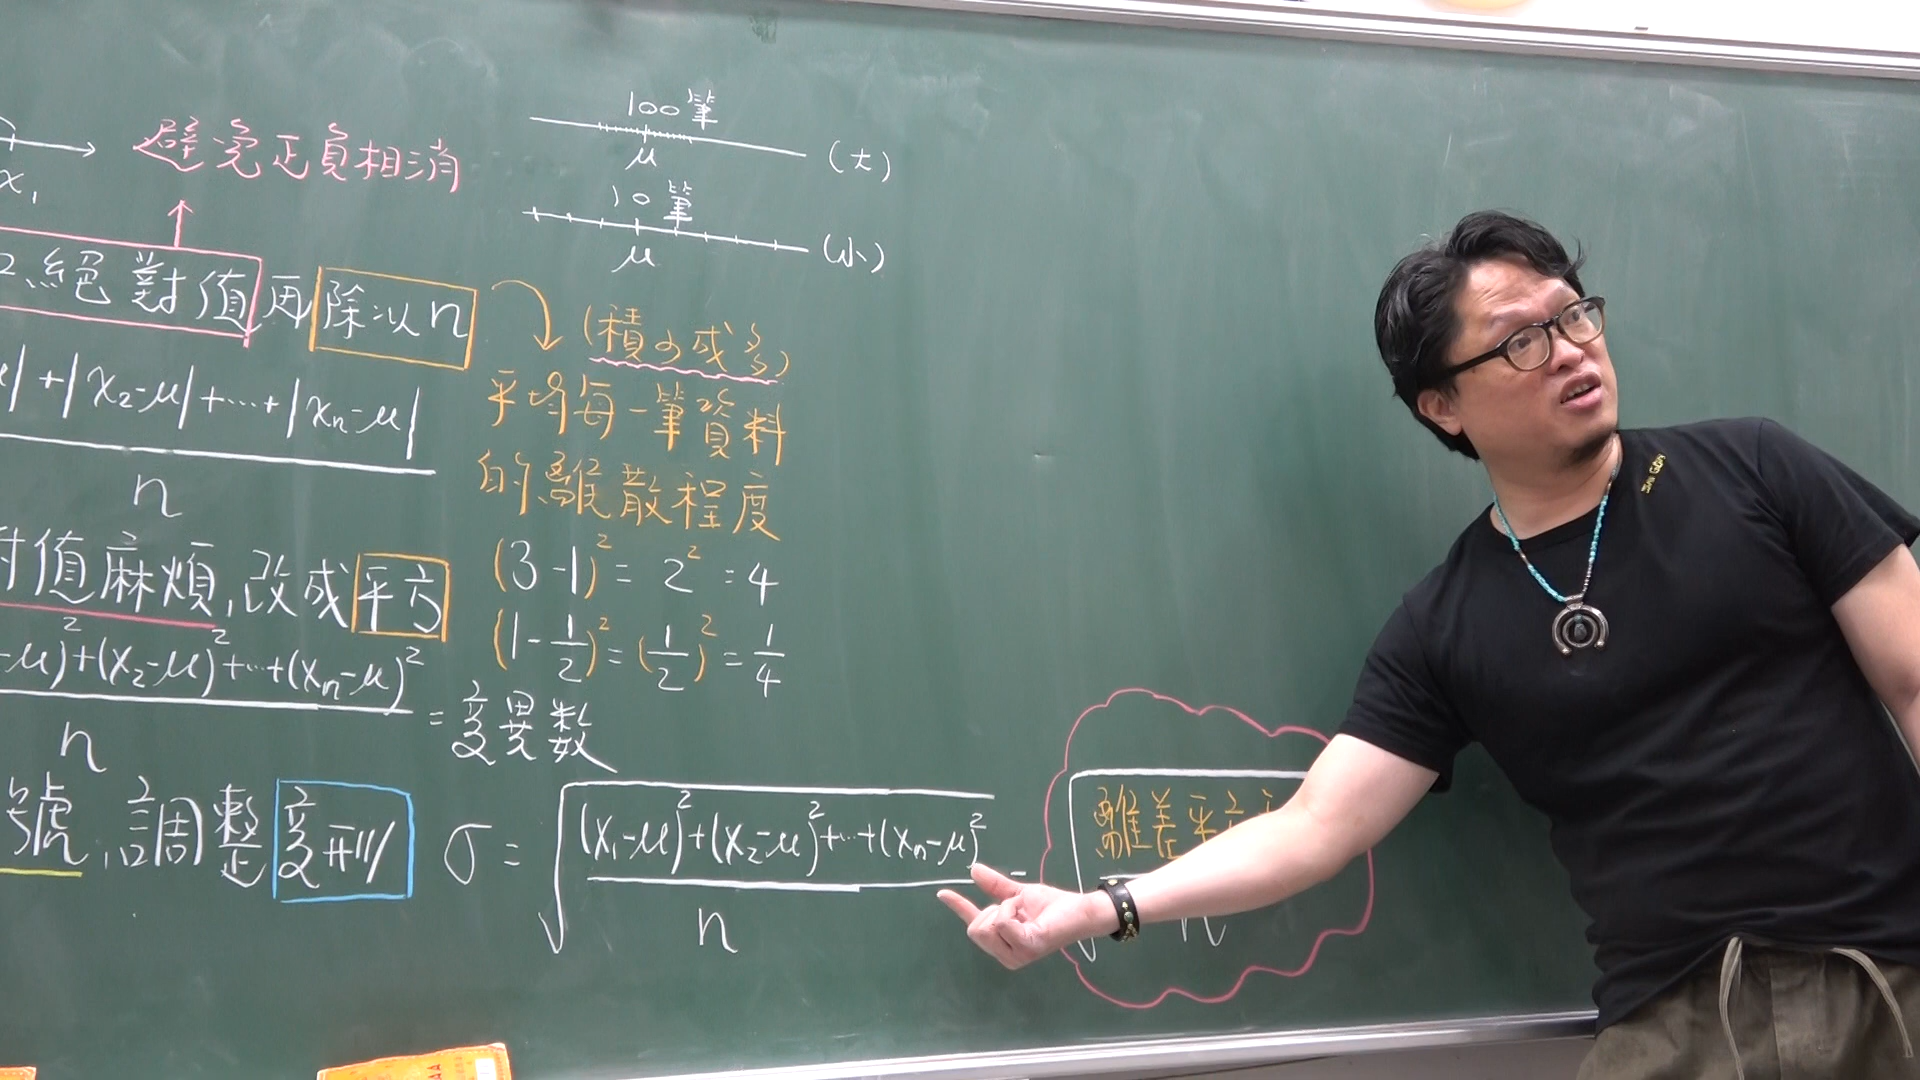 x₁
避免正負相消
絕對值再除以n
|+|x₂-μ|+…+|xₙ-μ|
n
值麻煩,改成平方
-μ)²+(x₂-μ)²+…+(xₙ-μ)²
n
=變異數
號,調整變形
100筆
μ
(大)
10筆
μ
(小)
(積少成多)
平均每一筆資料
的離散程度
(3-1)²=2²=4
(1-1/2)²=(1/2)²=1/4
σ=√((x₁-μ)²+(x₂-μ)²+…+(xₙ-μ)²/n)
離差平方
n